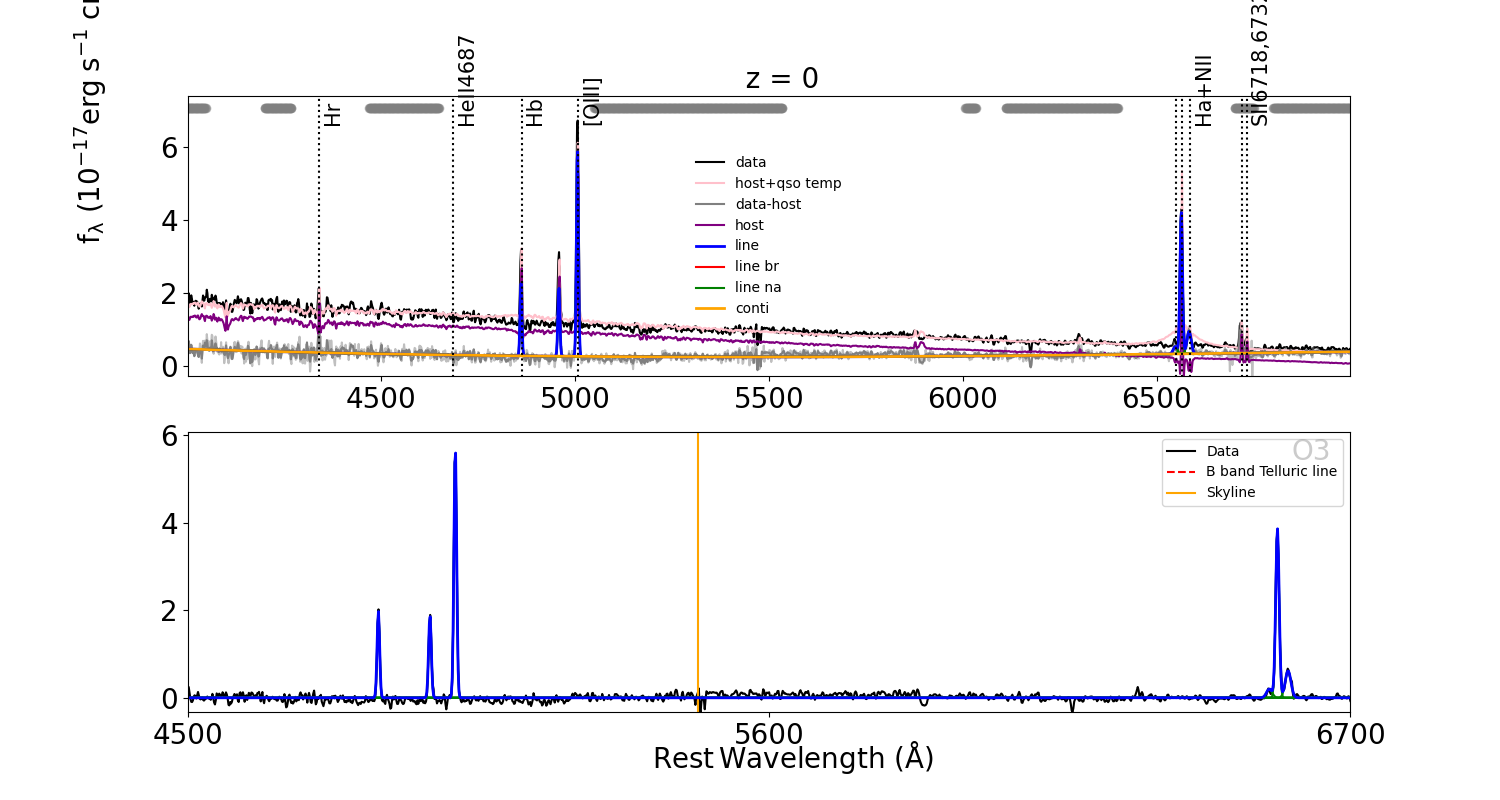 z = 0
f_λ (10^−17 erg s^−1
Hr
HeII4687
Hb
[OIII]
Ha+NII
SII6718,673
6
4
2
0
data
host+qso temp
data-host
host
line
line br
line na
conti
4500
5000
5500
6000
6500
6
4
2
0
O3
Data
B band Telluric line
Skyline
4500
5600
6700
Rest Wavelength (Å)